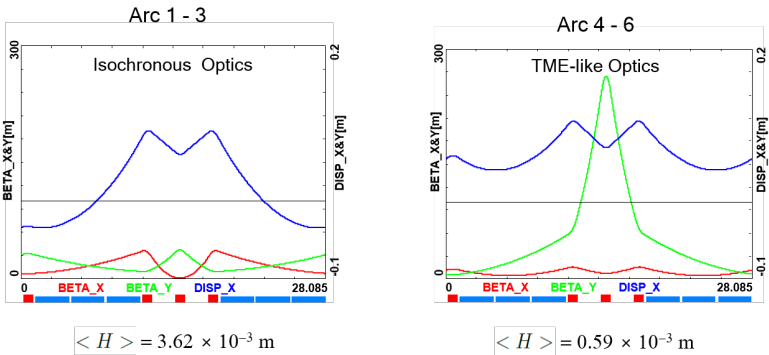 Arc 1 - 3
Isochronous Optics
300
0
BETA_X&Y[m]
0.2
-0.1
DISP_X&Y[m]
0
BETA_X
BETA_Y
DISP_X
28.085
< H > = 3.62 × 10⁻³ m
Arc 4 - 6
TME-like Optics
300
0
BETA_X&Y[m]
0.2
-0.1
DISP_X&Y[m]
0
BETA_X
BETA_Y
DISP_X
28.085
< H > = 0.59 × 10⁻³ m